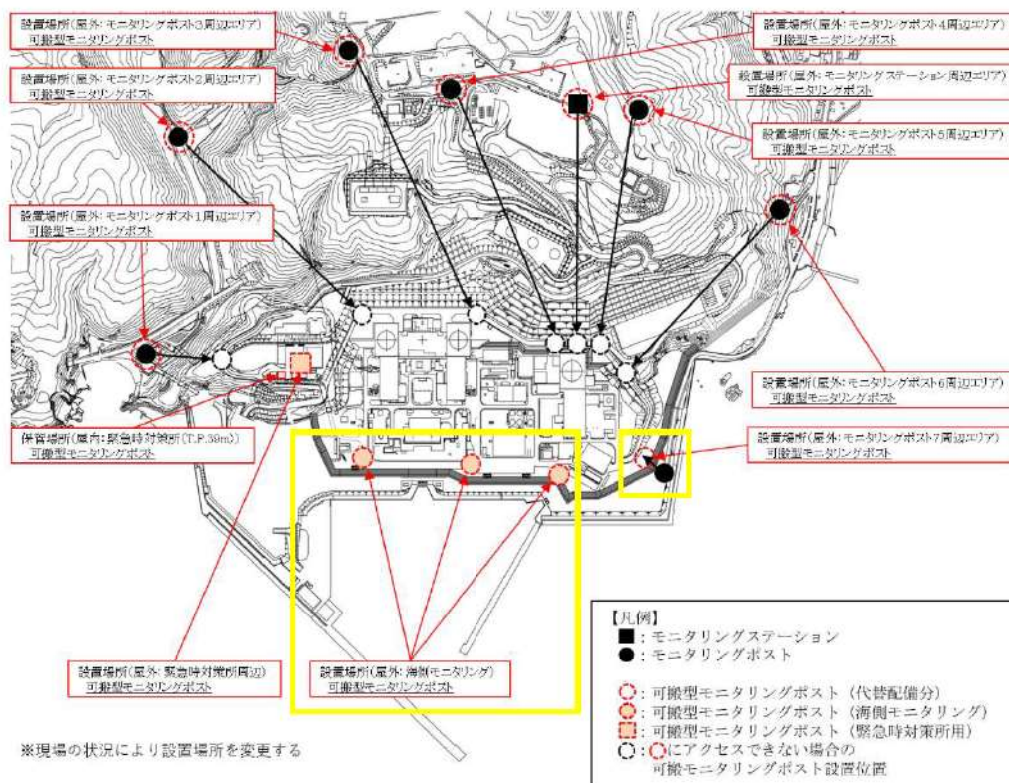 設置場所(屋外：モニタリングポスト3周辺エリア)
可搬型モニタリングポスト
設置場所(屋外：モニタリングポスト2周辺エリア)
可搬型モニタリングポスト
設置場所(屋外：モニタリングポスト1周辺エリア)
可搬型モニタリングポスト
設置場所(屋外：モニタリングポスト4周辺エリア)
可搬型モニタリングポスト
設置場所(屋外：モニタリングステーション周辺エリア)
可搬型モニタリングポスト
設置場所(屋外：モニタリングポスト5周辺エリア)
可搬型モニタリングポスト
設置場所(屋外：モニタリングポスト6周辺エリア)
可搬型モニタリングポスト
保管場所(屋内：緊急時対策所(T.P.39m))
可搬型モニタリングポスト
設置場所(屋外：モニタリングポスト7周辺エリア)
可搬型モニタリングポスト
設置場所(屋外：緊急時対策所周辺)
可搬型モニタリングポスト
設置場所(屋外：海側モニタリング)
可搬型モニタリングポスト
【凡例】
■：モニタリングステーション
●：モニタリングポスト
：可搬型モニタリングポスト（代替配備分）
：可搬型モニタリングポスト（海側モニタリング）
：可搬型モニタリングポスト（緊急時対策所用）
：○にアクセスできない場合の
可搬モニタリングポスト設置位置
※現場の状況により設置場所を変更する